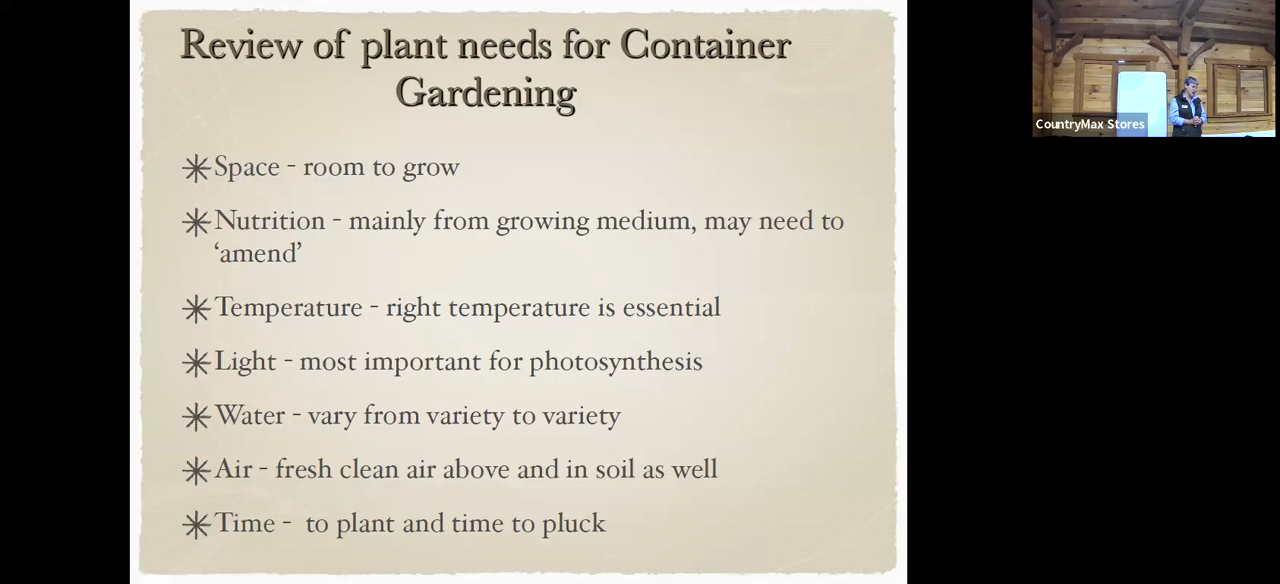 Review of plant needs for Container
Gardening
Space - room to grow
Nutrition - mainly from growing medium, may need to
‘amend’
Temperature - right temperature is essential
Light - most important for photosynthesis
Water - vary from variety to variety
Air - fresh clean air above and in soil as well
Time - to plant and time to pluck
CountryMax Stores